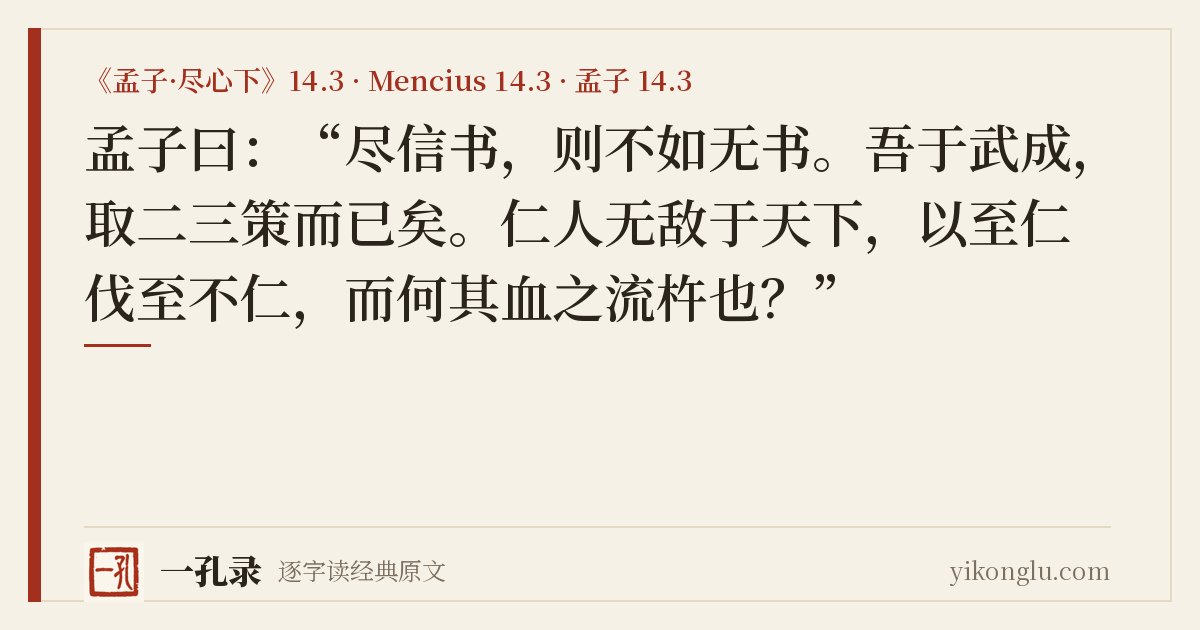 《孟子·尽心下》14.3 · Mencius 14.3 · 孟子 14.3
孟子曰：“尽信书，则不如无书。吾于武成，
取二三策而已矣。仁人无敌于天下，以至仁
伐至不仁，而何其血之流杵也？”
一孔
一孔录 逐字读经典原文 yikonglu.com